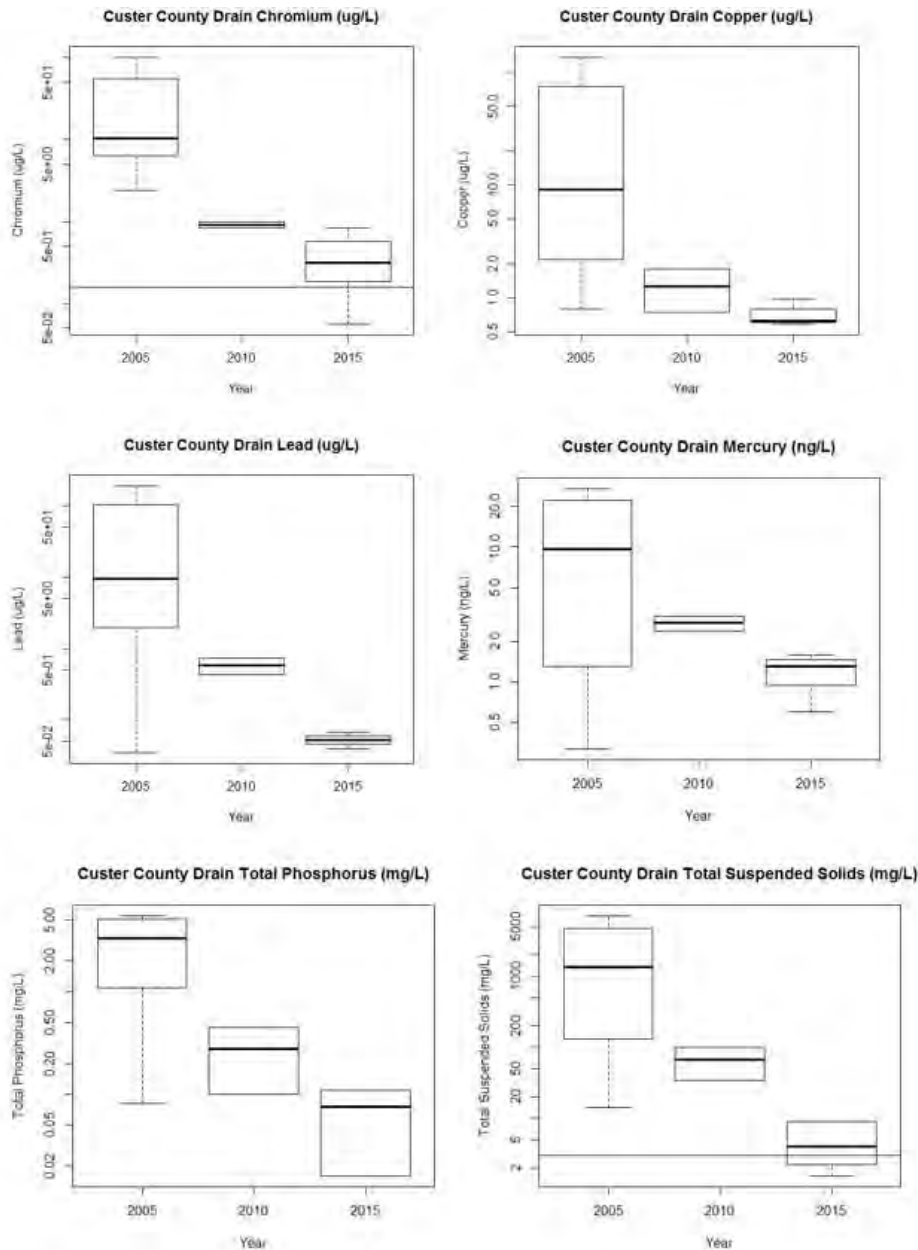 Custer County Drain Chromium (ug/L)
Chromium (ug/L)
5e+01
5e+00
5e-01
5e-02
2005
2010
2015
Year
Custer County Drain Copper (ug/L)
Copper (ug/L)
50.0
10.0
5.0
2.0
1.0
0.5
2005
2010
2015
Year
Custer County Drain Lead (ug/L)
Lead (ug/L)
5e+01
5e+00
5e-01
5e-02
2005
2010
2015
Year
Custer County Drain Mercury (ng/L)
Mercury (ng/L)
20.0
10.0
5.0
2.0
1.0
0.5
2005
2010
2015
Year
Custer County Drain Total Phosphorus (mg/L)
Total Phosphorus (mg/L)
5.00
2.00
0.50
0.20
0.05
0.02
2005
2010
2015
Year
Custer County Drain Total Suspended Solids (mg/L)
Total Suspended Solids (mg/L)
5000
1000
200
50
20
5
2
2005
2010
2015
Year